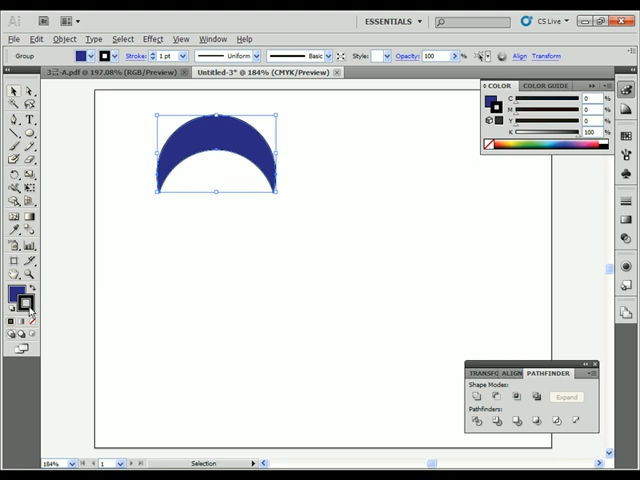 Ai
ESSENTIALS
CS Live
File Edit Object Type Select Effect View Window Help
Group
Stroke: 1 pt
Uniform
Basic
Style:
Opacity: 100 %
Align
Transform
Untitled-3* @ 184% (CMYK/Preview)
COLOR
COLOR GUIDE
C 0 %
M 0
Y 0
K 100
TRANSFO ALIGN PATHFINDER
Shape Modes:
Expand
Pathfinders:
184%
1
Selection